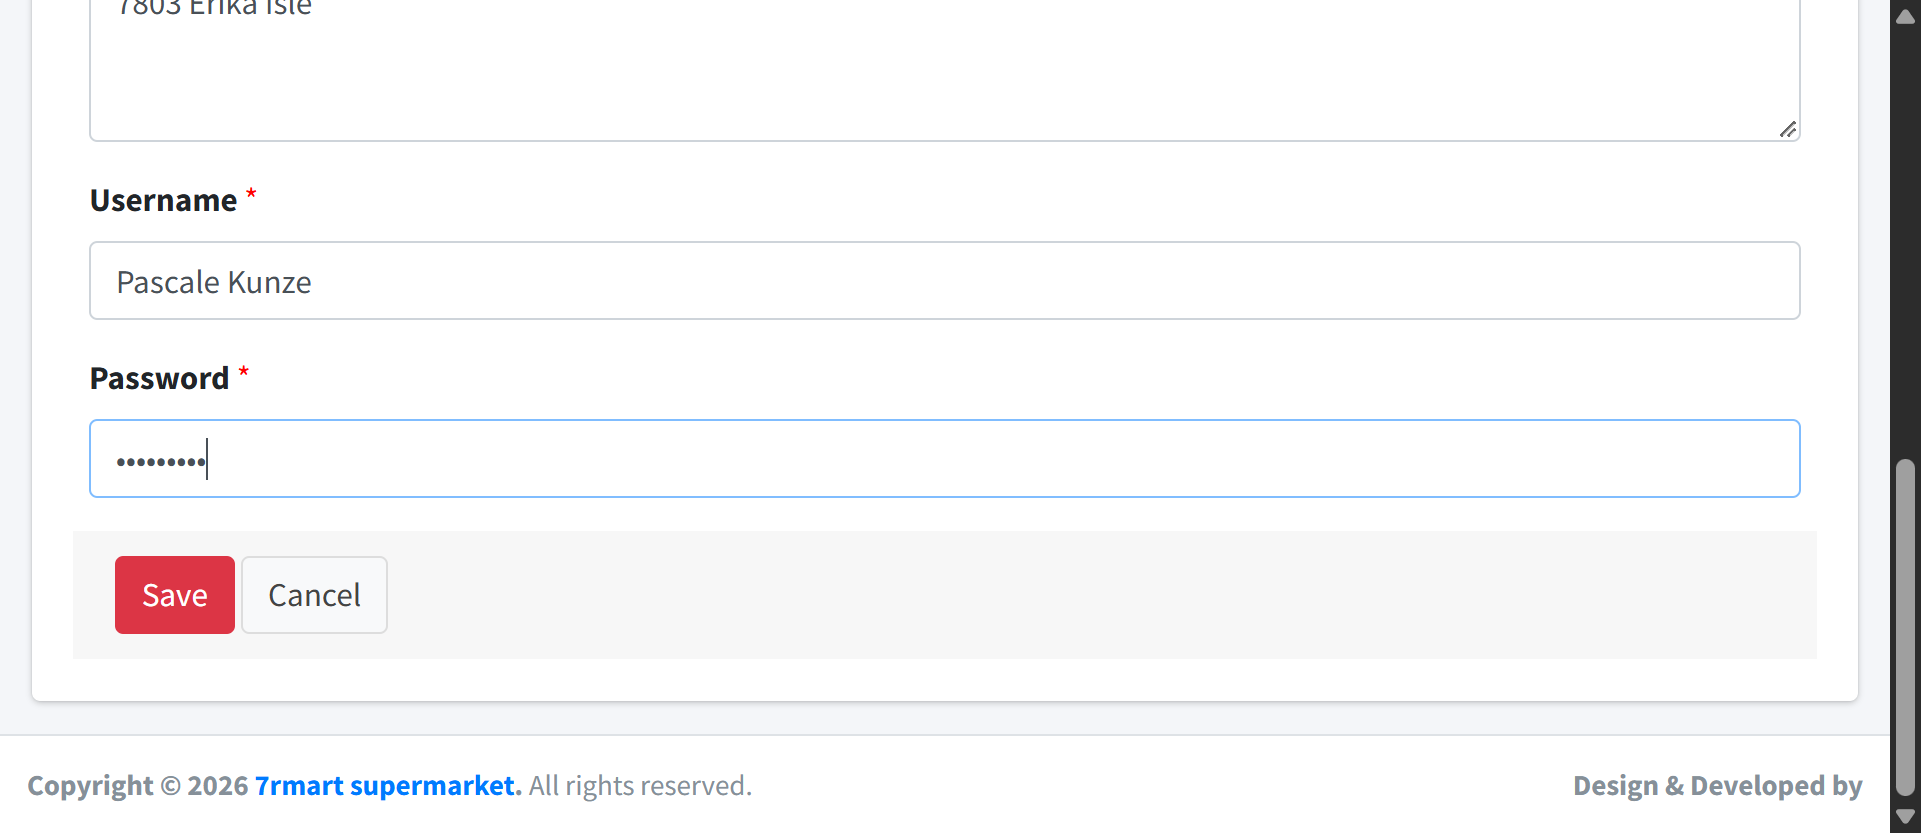 7803 Erika Isle
Username *
Pascale Kunze
Password *
•••••••••
Save Cancel
Copyright © 2026 7rmart supermarket. All rights reserved. Design & Developed by